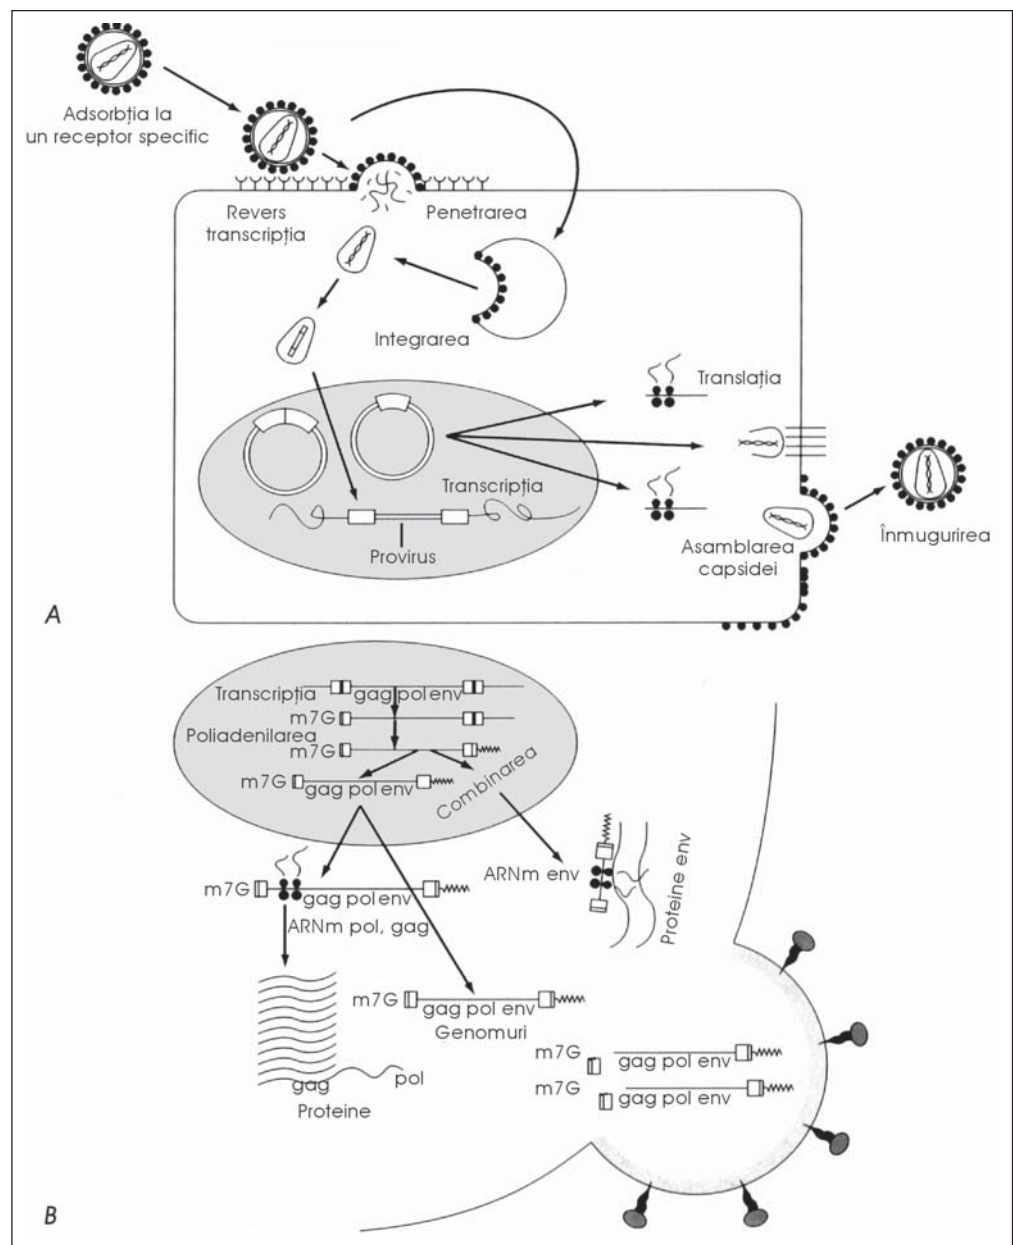 Adsorbția la
un receptor specific
Revers
transcripția
Penetrarea
Integrarea
Translația
Transcripția
Provirus
Asamblarea
capsidei
Înmugurirea
A
Transcripția
gag pol env
m7G
Poliadenilarea
m7G
m7G
gag pol env
Combinarea
ARNm env
Proteine env
m7G
gag pol env
ARNm pol, gag
m7G
gag pol env
Genomuri
gag
pol
Proteine
m7G
gag pol env
m7G
gag pol env
B